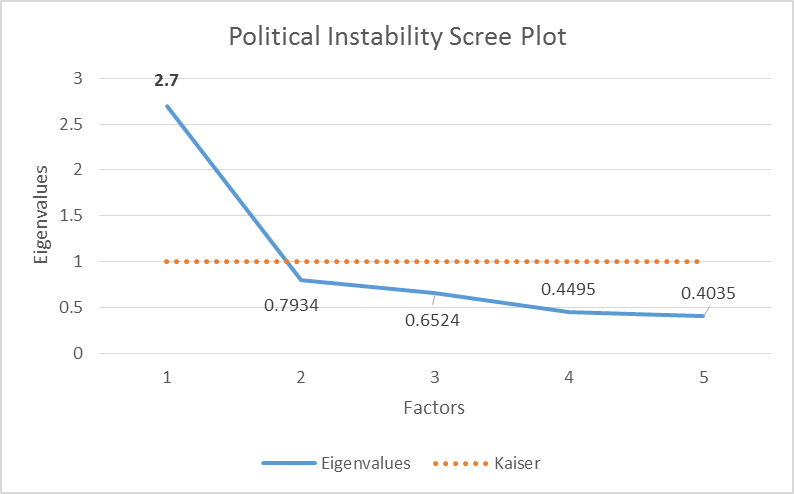 Political Instability Scree Plot
Eigenvalues
3
2.5
2
1.5
1
0.5
0
2.7
0.7934
0.6524
0.4495
0.4035
1 2 3 4 5
Factors
Eigenvalues Kaiser